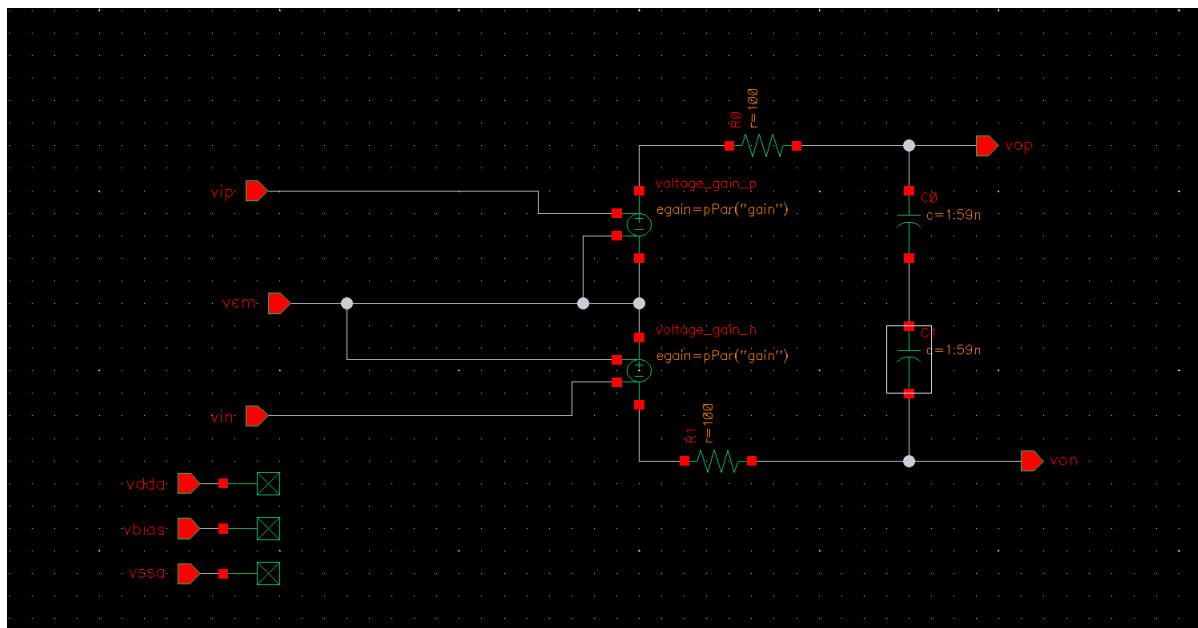 R0
r=100
vop
vip
voltage_gain_p
egain=pPar("gain")
C0
c=1.59n
vcm
voltage_gain_n
egain=pPar("gain")
C1
c=1.59n
vin
R1
r=100
von
vdda
vbias
vssa